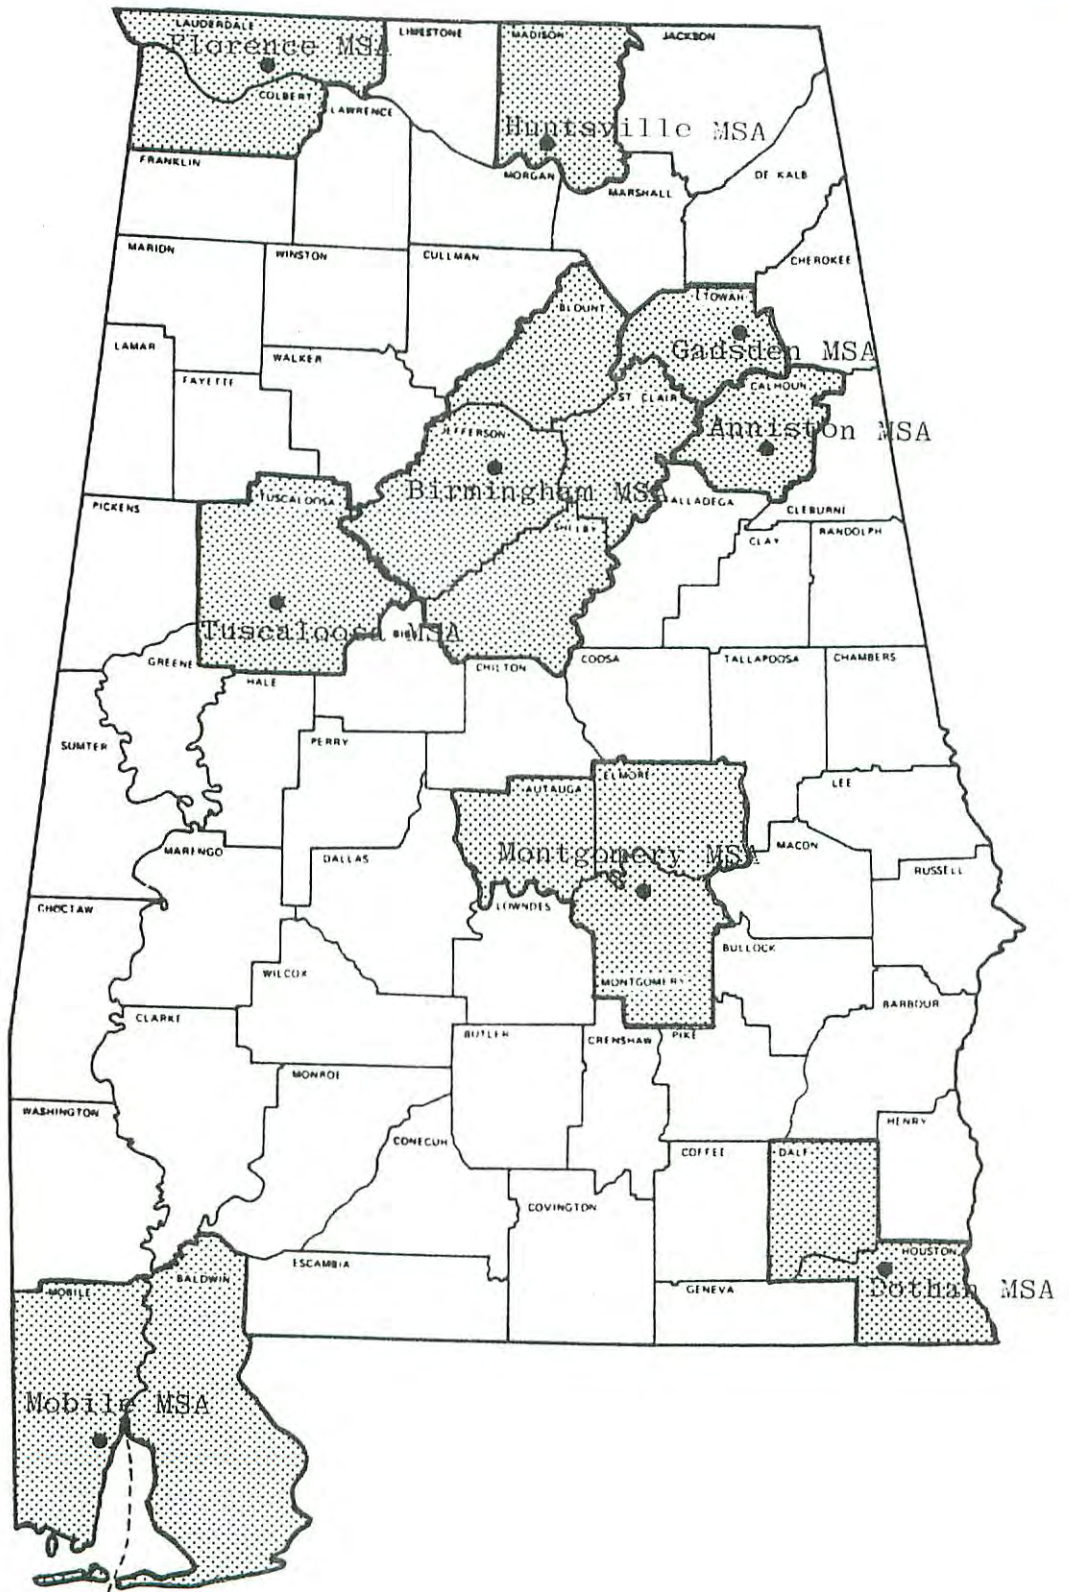 LAUDERDALE
Florence MSA
LIMESTONE
MADISON
JACKSON
COLBERT
LAWRENCE
Huntsville MSA
FRANKLIN
MORGAN
MARSHALL
DE KALB
MARION
WINSTON
CULLMAN
CHEROKEE
BLOUNT
ETOWAH
LAMAR
WALKER
Gadsden MSA
FAYETTE
ST CLAIR
CALHOUN
JEFFERSON
Anniston MSA
Birmingham MSA
TUSCALOOSA
PICKENS
ALLADEGA
CLEBURNE
SHELBY
CLAY
RANDOLPH
Tuscaloosa MSA
BIBB
GREENE
HALE
CHILTON
COOSA
TALLAPOOSA
CHAMBERS
SUMTER
PERRY
AUTAUGA
ELMORE
LEE
MARENGO
DALLAS
Montgomery MSA
MACON
RUSSELL
CHOCTAW
LOWNDES
BULLOCK
WILCOX
MONTGOMERY
BARBOUR
CLARKE
BUTLER
CRENSHAW
PIKE
MONROE
WASHINGTON
CONECUH
HENRY
COFFEE
DALE
COVINGTON
ESCAMBIA
HOUSTON
BALDWIN
MOBILE
GENEVA
Dothan MSA
Mobile MSA